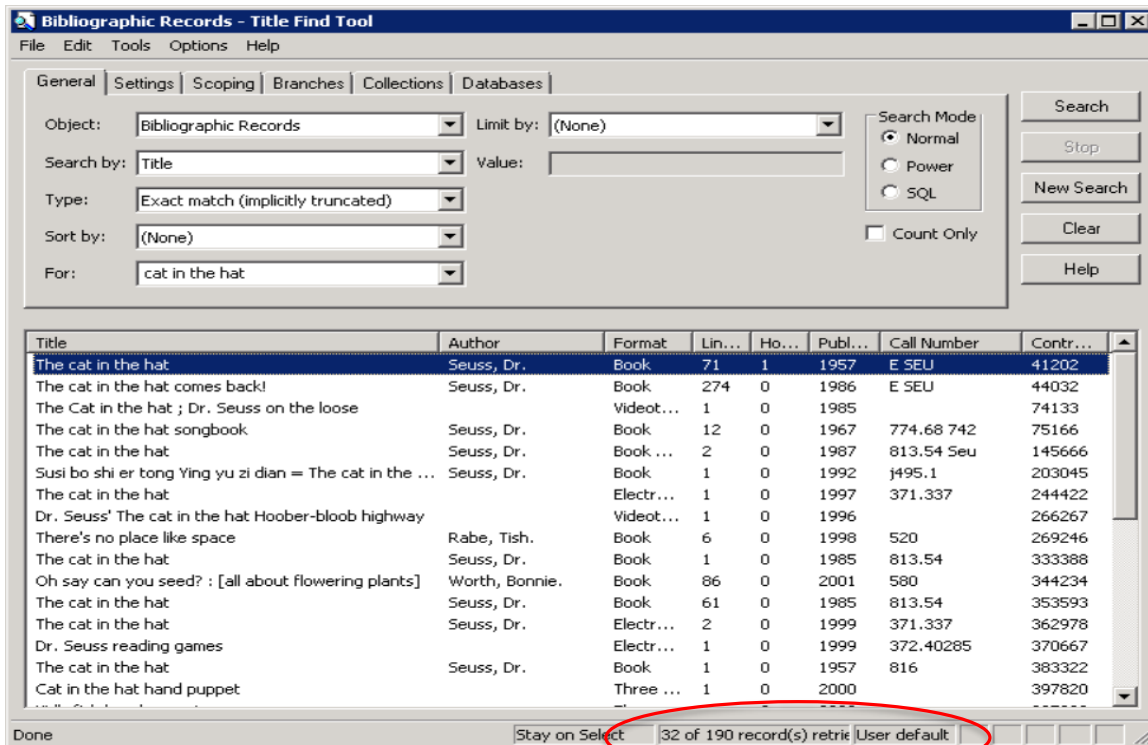 Bibliographic Records - Title Find Tool
File Edit Tools Options Help
General Settings Scoping Branches Collections Databases
Object: Bibliographic Records Limit by: (None) Search Mode Search
Normal
Search by: Title Value: Power Stop
Type: Exact match (implicitly truncated) SQL New Search
Sort by: (None) Count Only Clear
For: cat in the hat Help
Title Author Format Lin... Ho... Publ... Call Number Contr...
The cat in the hat Seuss, Dr. Book 71 1 1957 E SEU 41202
The cat in the hat comes back! Seuss, Dr. Book 274 0 1986 E SEU 44032
The Cat in the hat ; Dr. Seuss on the loose Videot... 1 0 1985 74133
The cat in the hat songbook Seuss, Dr. Book 12 0 1967 774.68 742 75166
The cat in the hat Seuss, Dr. Book ... 2 0 1987 813.54 Seu 145666
Susi bo shi er tong Ying yu zi dian = The cat in the ... Seuss, Dr. Book 1 0 1992 j495.1 203045
The cat in the hat Electr... 1 0 1997 371.337 244422
Dr. Seuss' The cat in the hat Hoober-bloob highway Videot... 1 0 1996 266267
There's no place like space Rabe, Tish. Book 6 0 1998 520 269246
The cat in the hat Seuss, Dr. Book 1 0 1985 813.54 333388
Oh say can you seed? : [all about flowering plants] Worth, Bonnie. Book 86 0 2001 580 344234
The cat in the hat Seuss, Dr. Book 61 0 1985 813.54 353593
The cat in the hat Seuss, Dr. Electr... 2 0 1999 371.337 362978
Dr. Seuss reading games Electr... 1 0 1999 372.40285 370667
The cat in the hat Seuss, Dr. Book 1 0 1957 816 383322
Cat in the hat hand puppet Three ... 1 0 2000 397820
Done Stay on Select 32 of 190 record(s) retrie User default